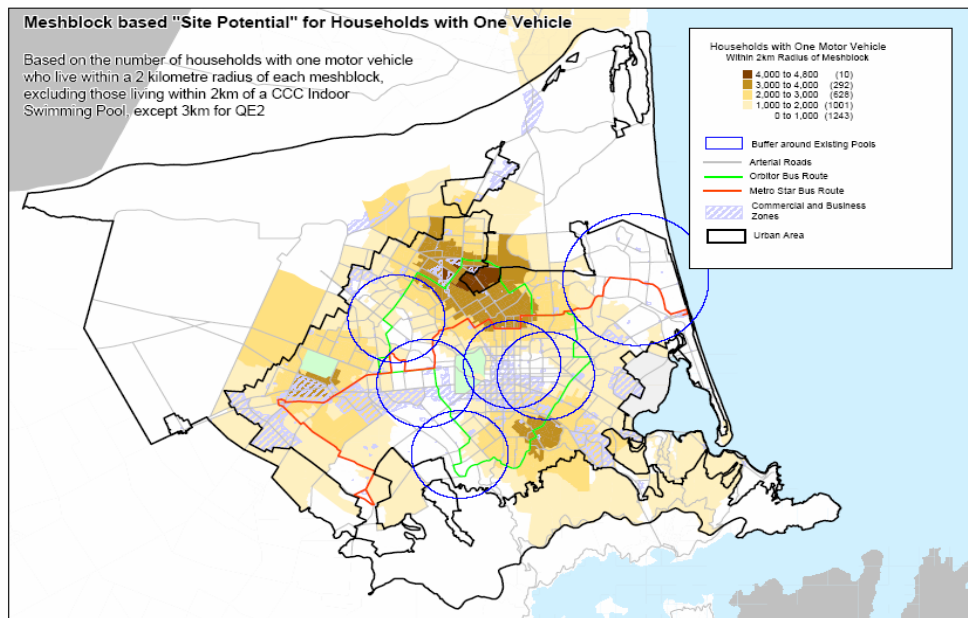 Meshblock based "Site Potential" for Households with One Vehicle
Based on the number of households with one motor vehicle
who live within a 2 kilometre radius of each meshblock,
excluding those living within 2km of a CCC Indoor
Swimming Pool, except 3km for QE2
Households with One Motor Vehicle
Within 2km Radius of Meshblock
4,000 to 4,800 (10)
3,000 to 4,000 (292)
2,000 to 3,000 (628)
1,000 to 2,000 (1001)
0 to 1,000 (1243)
Buffer around Existing Pools
Arterial Roads
Orbitor Bus Route
Metro Star Bus Route
Commercial and Business
Zones
Urban Area